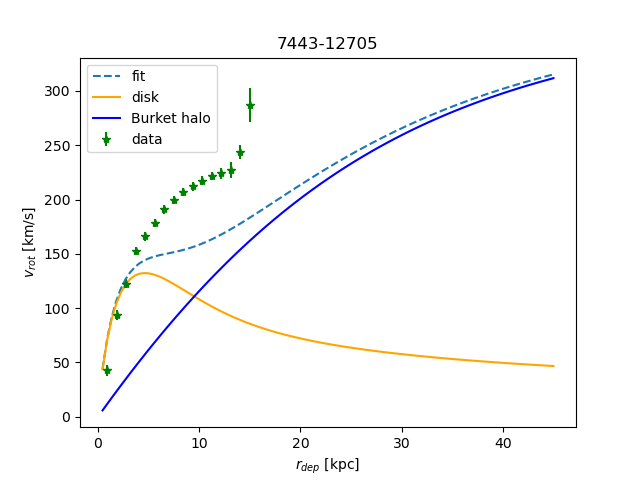 7443-12705
fit
disk
Burket halo
data
300
250
200
150
100
50
0
v_rot [km/s]
0 10 20 30 40
r_dep [kpc]